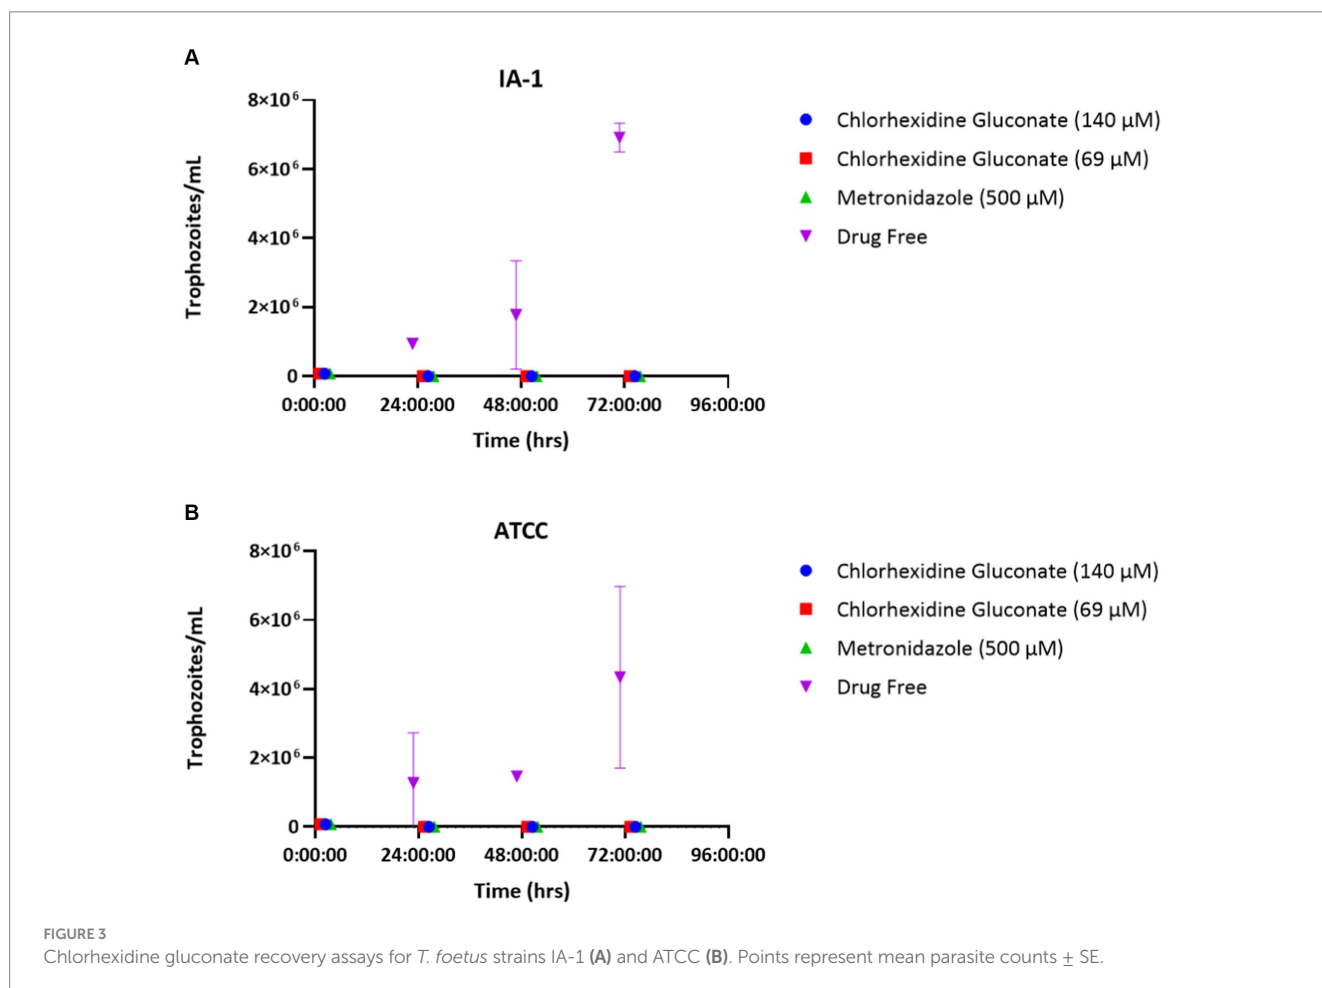 A
IA-1
8×10⁶
6×10⁶
4×10⁶
2×10⁶
0
Trophozoites/mL
0:00:00 24:00:00 48:00:00 72:00:00 96:00:00
Time (hrs)
Chlorhexidine Gluconate (140 µM)
Chlorhexidine Gluconate (69 µM)
Metronidazole (500 µM)
Drug Free
B
ATCC
8×10⁶
6×10⁶
4×10⁶
2×10⁶
0
Trophozoites/mL
0:00:00 24:00:00 48:00:00 72:00:00 96:00:00
Time (hrs)
Chlorhexidine Gluconate (140 µM)
Chlorhexidine Gluconate (69 µM)
Metronidazole (500 µM)
Drug Free
FIGURE 3
Chlorhexidine gluconate recovery assays for T. foetus strains IA-1 (A) and ATCC (B). Points represent mean parasite counts ± SE.